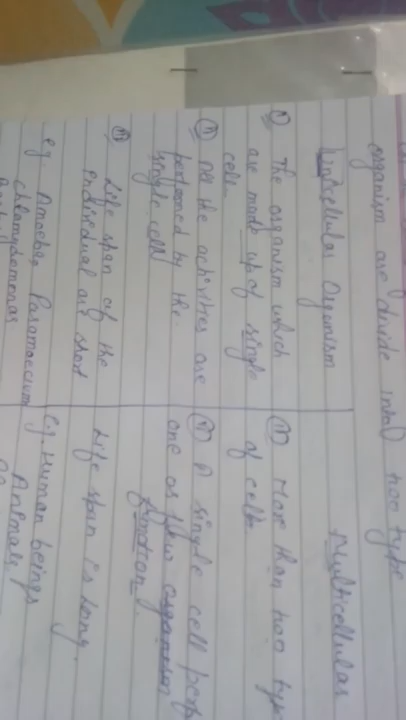 organism are divide into two type
Unicellular Organism
Multicellular
(i) The organism which
are made up of single
cell.
(i) More than two type
of cells
(ii) All the activities are
performed by the
single cell
(ii) A single cell perf
one as few organism
function.
(iii) Life span of the
individual are short
Life span is long.
e.g. Amoeba, Paramoecium
chlamydomonas
e.g. Human beings
Animals,